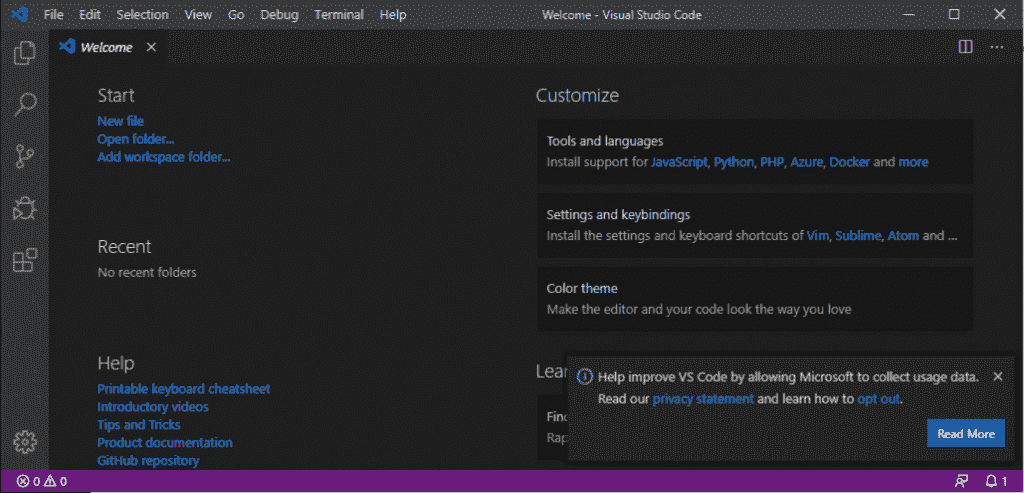 File Edit Selection View Go Debug Terminal Help Welcome - Visual Studio Code
Welcome
Start
New file
Open folder...
Add workspace folder...
Recent
No recent folders
Help
Printable keyboard cheatsheet
Introductory videos
Tips and Tricks
Product documentation
GitHub repository
Customize
Tools and languages
Install support for JavaScript, Python, PHP, Azure, Docker and more
Settings and keybindings
Install the settings and keyboard shortcuts of Vim, Sublime, Atom and ...
Color theme
Make the editor and your code look the way you love
Lear
Find
Rap
Help improve VS Code by allowing Microsoft to collect usage data.
Read our privacy statement and learn how to opt out.
Read More
0 0 1